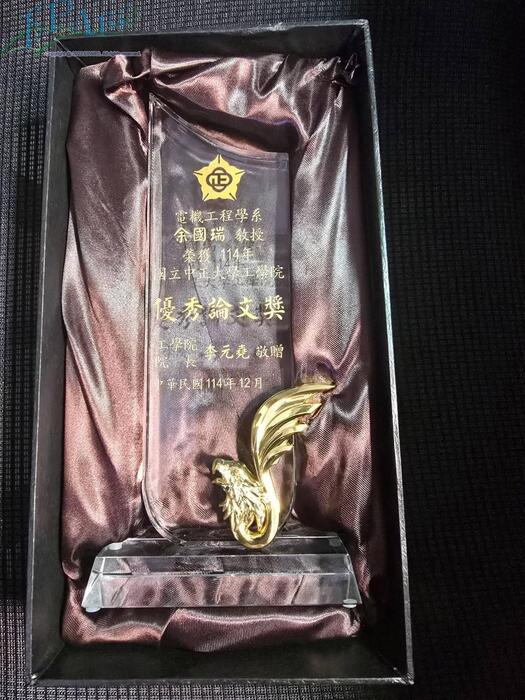 電機工程學系
余國瑞 教授
榮獲 114年
國立中正大學工學院
優秀論文獎
工學院
院 長 李元堯 敬贈
中華民國114年12月